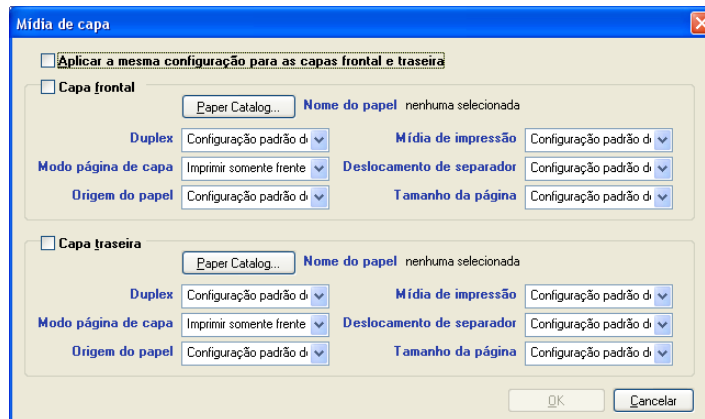 Mídia de capa
Aplicar a mesma configuração para as capas frontal e traseira
Capa frontal
Paper Catalog... Nome do papel nenhuma selecionada
Duplex Configuração padrão d Mídia de impressão Configuração padrão d
Modo página de capa Imprimir somente frente Deslocamento de separador Configuração padrão d
Origem do papel Configuração padrão d Tamanho da página Configuração padrão d
Capa traseira
Paper Catalog... Nome do papel nenhuma selecionada
Duplex Configuração padrão d Mídia de impressão Configuração padrão d
Modo página de capa Imprimir somente frente Deslocamento de separador Configuração padrão d
Origem do papel Configuração padrão d Tamanho da página Configuração padrão d
OK Cancelar